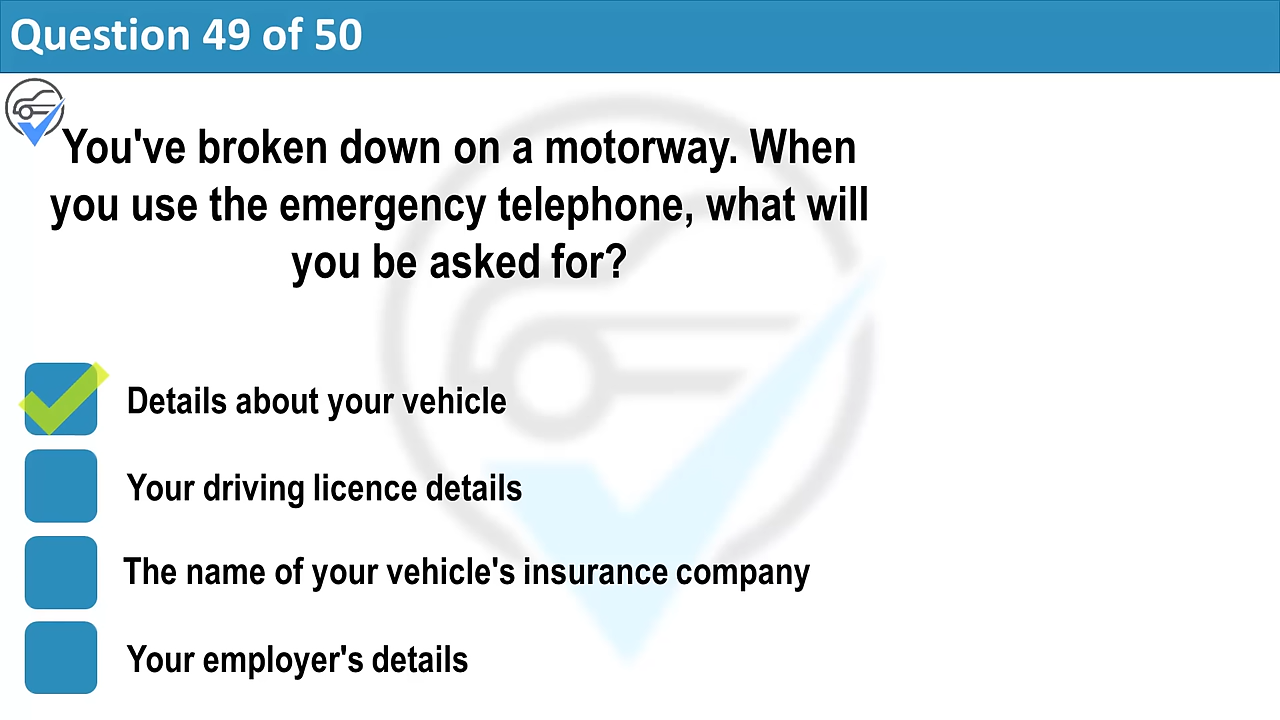 Question 49 of 50
You've broken down on a motorway. When
you use the emergency telephone, what will
you be asked for?
Details about your vehicle
Your driving licence details
The name of your vehicle's insurance company
Your employer's details